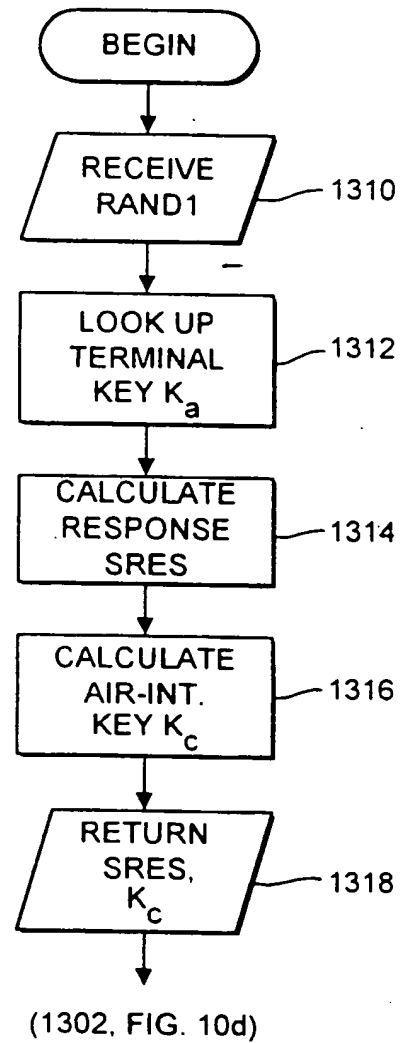 BEGIN
RECEIVE
RAND1
1310
LOOK UP
TERMINAL
KEY Ka
1312
CALCULATE
RESPONSE
SRES
1314
CALCULATE
AIR-INT.
KEY Kc
1316
RETURN
SRES,
Kc
1318
(1302, FIG. 10d)